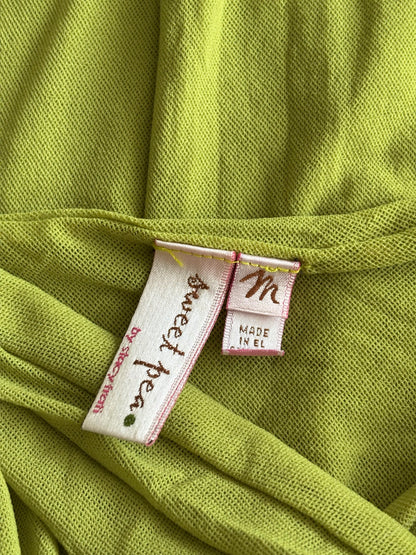 sweet pea
by stacy frati
M
MADE
IN EL